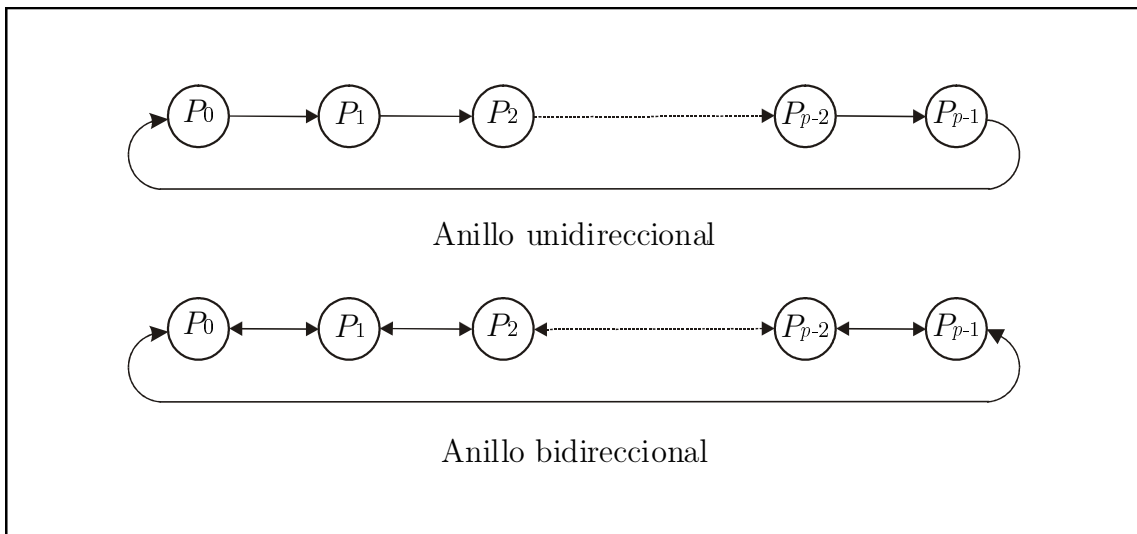 P0 P1 P2 Pp-2 Pp-1
Anillo unidireccional
P0 P1 P2 Pp-2 Pp-1
Anillo bidireccional